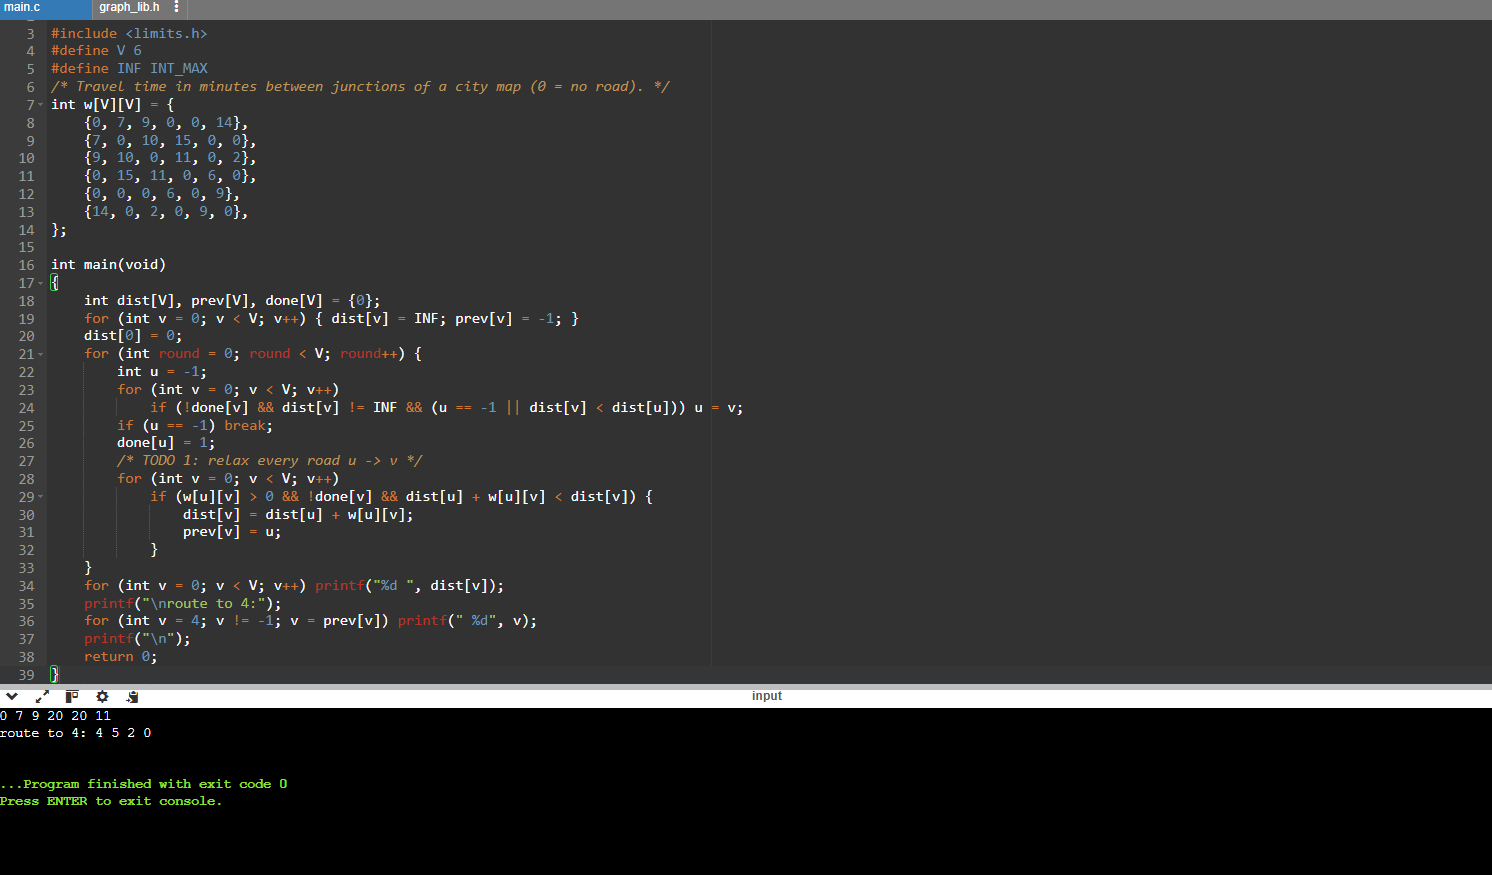 main.c graph_lib.h
3 #include <limits.h>
4 #define V 6
5 #define INF INT_MAX
6 /* Travel time in minutes between junctions of a city map (0 = no road). */
7 int w[V][V] = {
8     {0, 7, 9, 0, 0, 14},
9     {7, 0, 10, 15, 0, 0},
10     {9, 10, 0, 11, 0, 2},
11     {0, 15, 11, 0, 6, 0},
12     {0, 0, 0, 6, 0, 9},
13     {14, 0, 2, 0, 9, 0},
14 };
15
16 int main(void)
17 {
18     int dist[V], prev[V], done[V] = {0};
19     for (int v = 0; v < V; v++) { dist[v] = INF; prev[v] = -1; }
20     dist[0] = 0;
21     for (int round = 0; round < V; round++) {
22         int u = -1;
23         for (int v = 0; v < V; v++)
24             if (!done[v] && dist[v] != INF && (u == -1 || dist[v] < dist[u])) u = v;
25         if (u == -1) break;
26         done[u] = 1;
27         /* TODO 1: relax every road u -> v */
28         for (int v = 0; v < V; v++)
29             if (w[u][v] > 0 && !done[v] && dist[u] + w[u][v] < dist[v]) {
30                 dist[v] = dist[u] + w[u][v];
31                 prev[v] = u;
32             }
33     }
34     for (int v = 0; v < V; v++) printf("%d ", dist[v]);
35     printf("\nroute to 4:");
36     for (int v = 4; v != -1; v = prev[v]) printf(" %d", v);
37     printf("\n");
38     return 0;
39 }
input
0 7 9 20 20 11
route to 4: 4 5 2 0
...Program finished with exit code 0
Press ENTER to exit console.